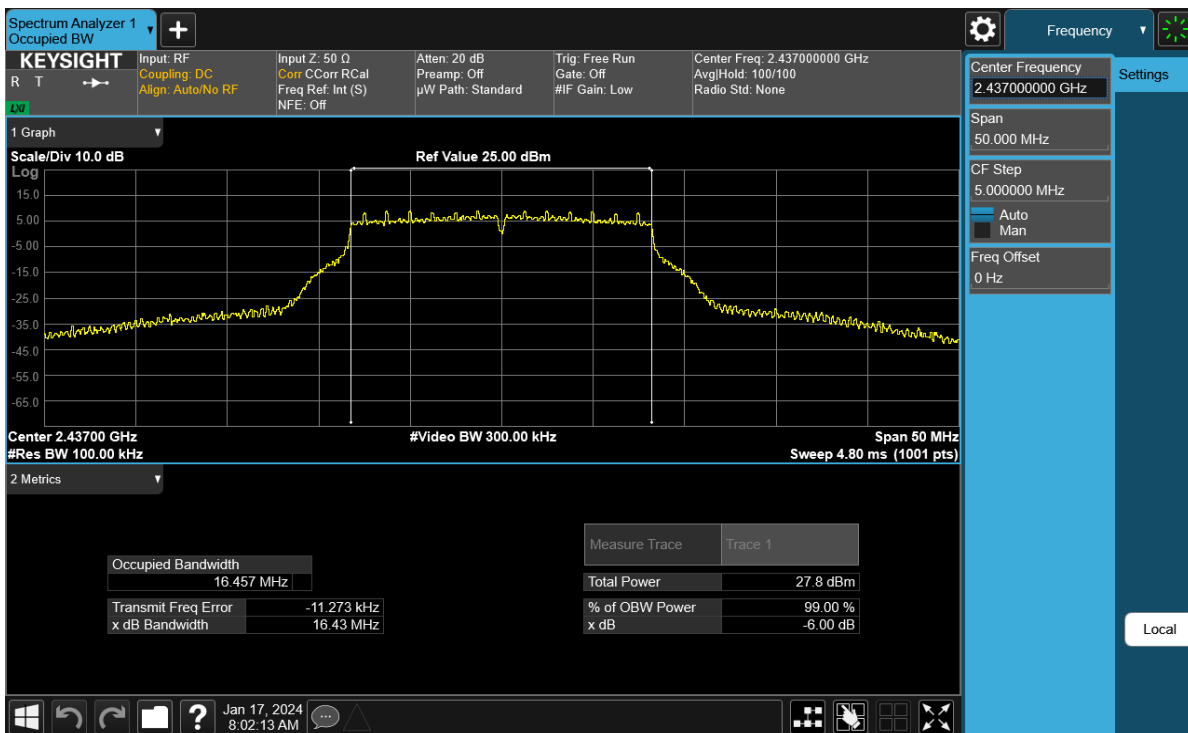 Spectrum Analyzer 1
Occupied BW
Frequency
KEYSIGHT
R T
LXI
Input: RF
Coupling: DC
Align: Auto/No RF
Input Z: 50 Ω
Corr CCorr RCal
Freq Ref: Int (S)
NFE: Off
Atten: 20 dB
Preamp: Off
µW Path: Standard
Trig: Free Run
Gate: Off
#IF Gain: Low
Center Freq: 2.437000000 GHz
Avg|Hold: 100/100
Radio Std: None
Center Frequency
2.437000000 GHz
Settings
Span
50.000 MHz
CF Step
5.000000 MHz
Auto
Man
Freq Offset
0 Hz
Local
1 Graph
Scale/Div 10.0 dB
Ref Value 25.00 dBm
Log
15.0
5.00
-5.00
-15.0
-25.0
-35.0
-45.0
-55.0
-65.0
Center 2.43700 GHz
#Video BW 300.00 kHz
Span 50 MHz
#Res BW 100.00 kHz
Sweep 4.80 ms (1001 pts)
2 Metrics
Measure Trace Trace 1
Occupied Bandwidth
16.457 MHz
Total Power 27.8 dBm
Transmit Freq Error -11.273 kHz
% of OBW Power 99.00 %
x dB Bandwidth 16.43 MHz
x dB -6.00 dB
?
Jan 17, 2024
8:02:13 AM